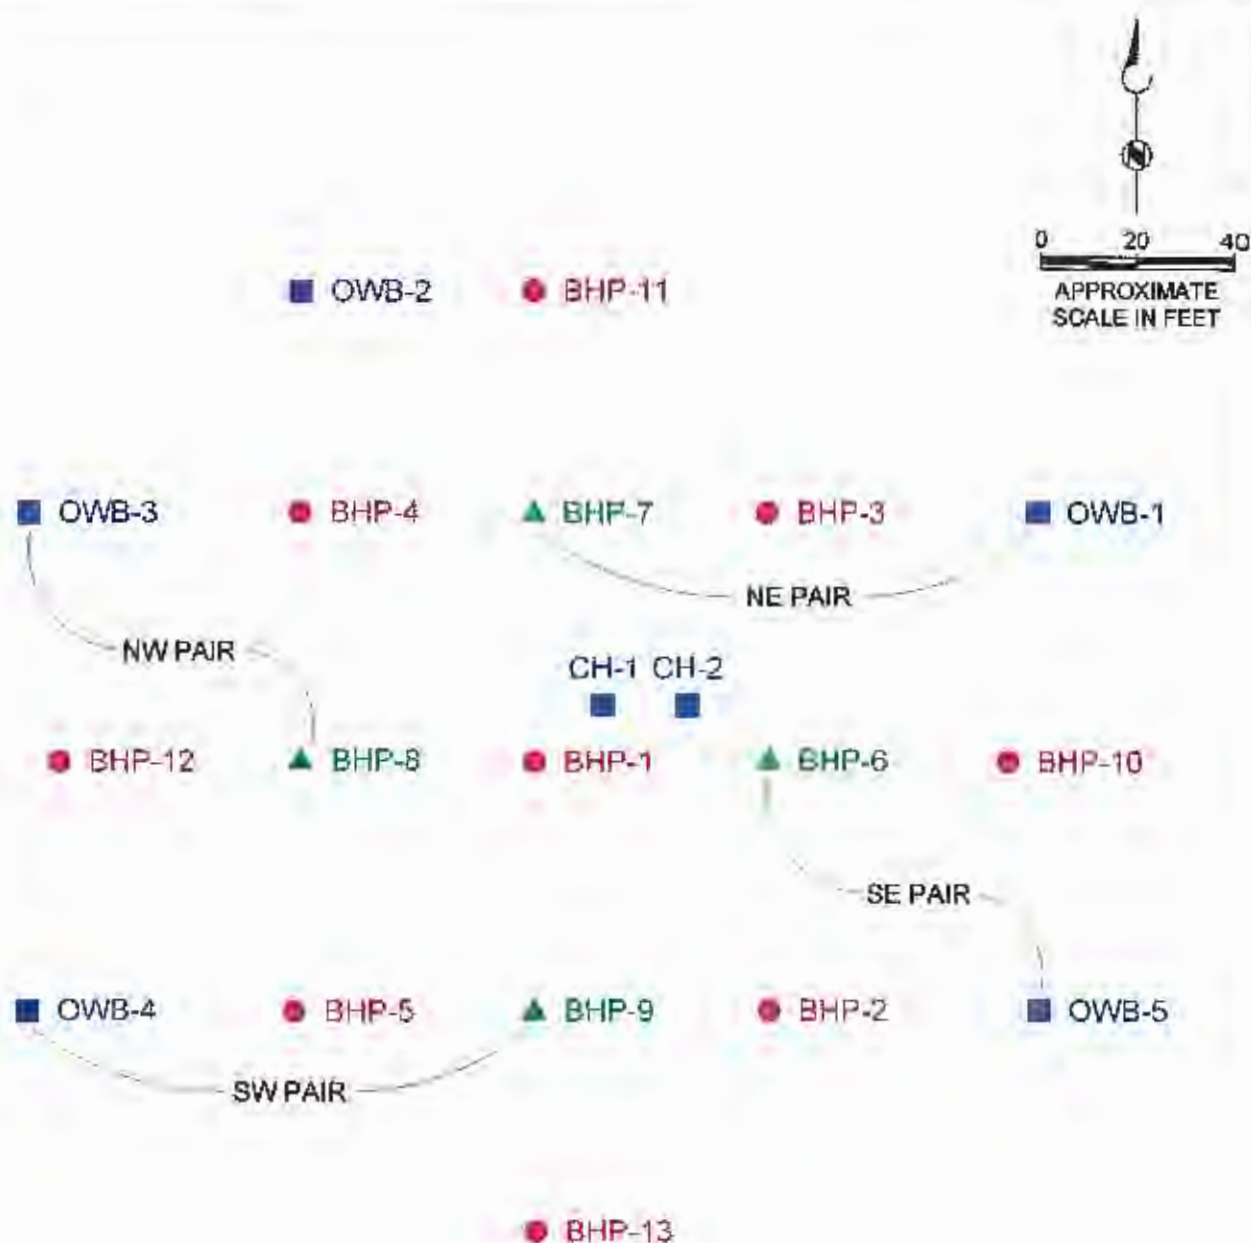 N
0 20 40
APPROXIMATE
SCALE IN FEET
OWB-2 BHP-11
OWB-3 BHP-4 BHP-7 BHP-3 OWB-1
NE PAIR
NW PAIR
CH-1 CH-2
BHP-12 BHP-8 BHP-1 BHP-6 BHP-10
SE PAIR
OWB-4 BHP-5 BHP-9 BHP-2 OWB-5
SW PAIR
BHP-13